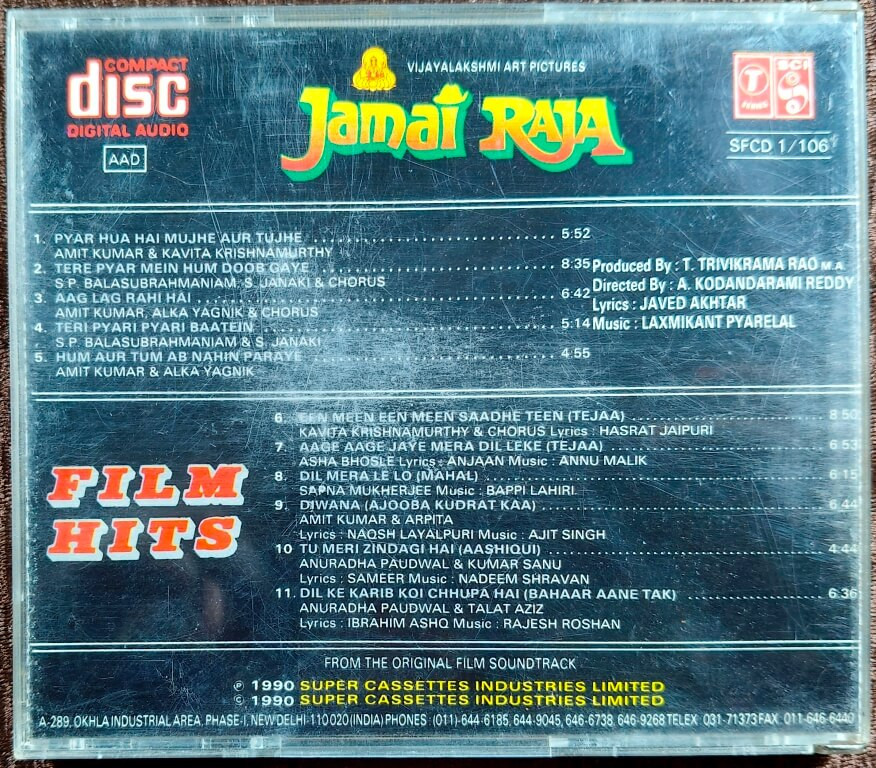 COMPACT
disc
DIGITAL AUDIO
AAD
VIJAYALAKSHMI ART PICTURES
Jamai RAJA
T
SERIES
SCI
SFCD 1/106
1. PYAR HUA HAI MUJHE AUR TUJHE ........ 5:52
AMIT KUMAR & KAVITA KRISHNAMURTHY
2. TERE PYAR MEIN HUM DOOB GAYE ........ 8:35
S.P. BALASUBRAHMANIAM, S. JANAKI & CHORUS
3. AAG LAG RAHI HAI ........ 6:42
AMIT KUMAR, ALKA YAGNIK & CHORUS
4. TERI PYARI PYARI BAATEIN ........ 5:14
S.P. BALASUBRAHMANIAM & S. JANAKI
5. HUM AUR TUM AB NAHIN PARAYE ........ 4:55
AMIT KUMAR & ALKA YAGNIK
Produced By : T. TRIVIKRAMA RAO M.A.
Directed By : A. KODANDARAMI REDDY
Lyrics : JAVED AKHTAR
Music : LAXMIKANT PYARELAL
FILM
HITS
6. EEN MEEN EEN MEEN SAADHE TEEN (TEJAA) ........ 8:50
KAVITA KRISHNAMURTHY & CHORUS Lyrics : HASRAT JAIPURI
7. AAGE AAGE JAYE MERA DIL LEKE (TEJAA) ........ 6:53
ASHA BHOSLE Lyrics : ANJAAN Music : ANNU MALIK
8. DIL MERA LE LO (MAHAL) ........ 6:15
SAPNA MUKHERJEE Music : BAPPI LAHIRI
9. DIWANA (AJOOBA KUDRAT KAA) ........ 6:44
AMIT KUMAR & ARPITA
Lyrics : NAQSH LAYALPURI Music : AJIT SINGH
10 TU MERI ZINDAGI HAI (AASHIQUI) ........ 4:44
ANURADHA PAUDWAL & KUMAR SANU
Lyrics : SAMEER Music : NADEEM SHRAVAN
11. DIL KE KARIB KOI CHHUPA HAI (BAHAAR AANE TAK) ........ 6:36
ANURADHA PAUDWAL & TALAT AZIZ
Lyrics : IBRAHIM ASHQ Music : RAJESH ROSHAN
FROM THE ORIGINAL FILM SOUNDTRACK
℗ 1990 SUPER CASSETTES INDUSTRIES LIMITED
© 1990 SUPER CASSETTES INDUSTRIES LIMITED
A-289, OKHLA INDUSTRIAL AREA, PHASE-I, NEW DELHI-110 020 (INDIA) PHONES : (011)-644-6185, 644-9045, 646-6738, 646-9268 TELEX : 031-71373 FAX : 011-646-6440